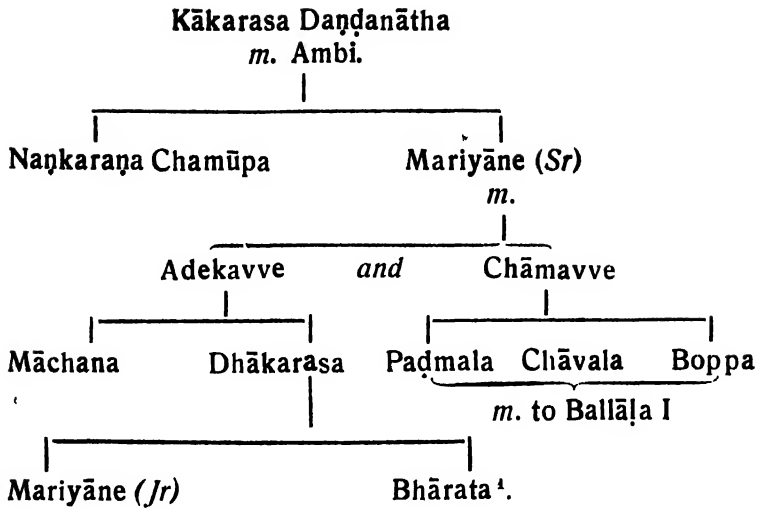 Kākarasa Daṇḍanātha
m. Ambi.
Naṇkaraṇa Chamūpa Mariyāne (Sr)
m.
Adekavve and Chāmavve
Māchana Dhākarasa Paḍmala Chāvala Boppa
m. to Ballāḷa I
Mariyāne (Jr) Bhārata¹.